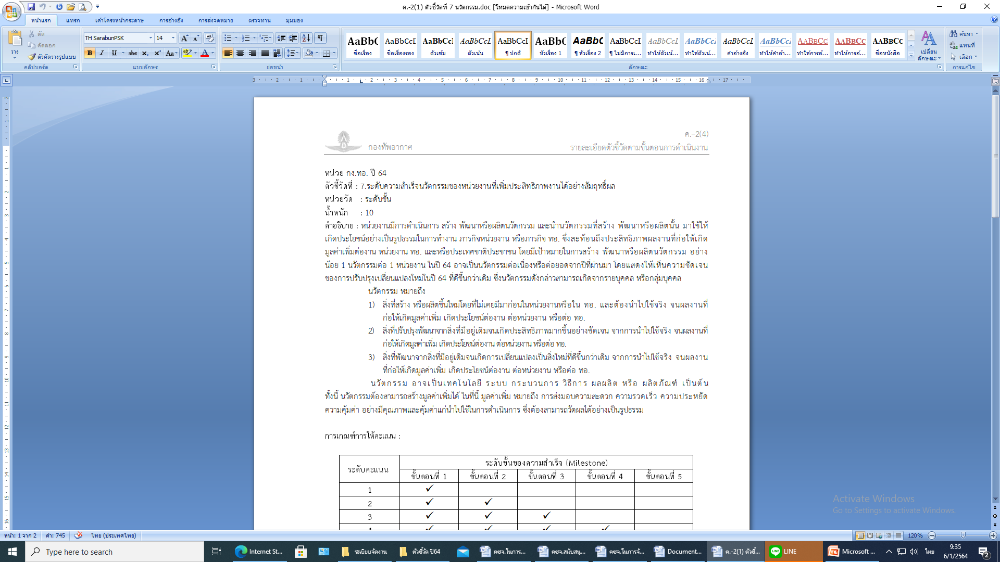 ค.-2(1) ตัวชี้วัดที่ 7 นวัตกรรม.doc [โหมดความเข้ากันได้] - Microsoft Word
หน้าแรก แทรก เค้าโครงหน้ากระดาษ การอ้างอิง การส่งจดหมาย ตรวจทาน มุมมอง
วาง
ตัด
คัดลอก
ตัวคัดวางรูปแบบ
คลิปบอร์ด
TH SarabunPSK 14
แบบอักษร
ย่อหน้า
ชื่อเรื่อง ชื่อเรื่องรอง ตัวเข้ม ตัวเน้น ¶ ปกติ หัวเรื่อง 1 ¶ หัวเรื่อง 2 ¶ ไม่มีการเ... ทำให้ตัวเน้... ทำให้ตัวเน้... คำอ้างอิง ทำให้คำอ้า... ทำให้การอ้... ทำให้การอ้... ชื่อหนังสือ
เปลี่ยนลักษณะ
ลักษณะ
ค้นหา
แทนที่
เลือก
การแก้ไข
ค.-2(4)
กองทัพอากาศ รายละเอียดตัวชี้วัดตามขั้นตอนการดำเนินงาน
หน่วย กง.ทอ. ปี 64
ตัวชี้วัดที่ : 7.ระดับความสำเร็จนวัตกรรมของหน่วยงานที่เพิ่มประสิทธิภาพงานได้อย่างสัมฤทธิ์ผล
หน่วยวัด : ระดับขั้น
น้ำหนัก : 10
คำอธิบาย : หน่วยงานมีการดำเนินการ สร้าง พัฒนาหรือผลิตนวัตกรรม และนำนวัตกรรมที่สร้าง พัฒนาหรือผลิตนั้น มาใช้ให้
เกิดประโยชน์อย่างเป็นรูปธรรมในการทำงาน ภารกิจหน่วยงาน หรือภารกิจ ทอ. ซึ่งสะท้อนถึงประสิทธิภาพผลงานที่ก่อให้เกิด
มูลค่าเพิ่มต่องาน หน่วยงาน ทอ. และหรือประเทศชาติประชาชน โดยมีเป้าหมายในการสร้าง พัฒนาหรือผลิตนวัตกรรม อย่าง
น้อย 1 นวัตกรรมต่อ 1 หน่วยงาน ในปี 64 อาจเป็นนวัตกรรมต่อเนื่องหรือต่อยอดจากปีที่ผ่านมา โดยแสดงให้เห็นความชัดเจน
ของการปรับปรุงเปลี่ยนแปลงใหม่ในปี 64 ที่ดีขึ้นกว่าเดิม ซึ่งนวัตกรรมดังกล่าวสามารถเกิดจากรายบุคคล หรือกลุ่มบุคคล
นวัตกรรม หมายถึง
1) สิ่งที่สร้าง หรือผลิตขึ้นใหม่โดยที่ไม่เคยมีมาก่อนในหน่วยงานหรือใน ทอ. และต้องนำไปใช้จริง จนผลงานที่
ก่อให้เกิดมูลค่าเพิ่ม เกิดประโยชน์ต่องาน ต่อหน่วยงาน หรือต่อ ทอ.
2) สิ่งที่ปรับปรุงพัฒนาจากสิ่งที่มีอยู่เดิมจนเกิดประสิทธิภาพมากขึ้นอย่างชัดเจน จากการนำไปใช้จริง จนผลงานที่
ก่อให้เกิดมูลค่าเพิ่ม เกิดประโยชน์ต่องาน ต่อหน่วยงาน หรือต่อ ทอ.
3) สิ่งที่พัฒนาจากสิ่งที่มีอยู่เดิมจนเกิดการเปลี่ยนแปลงเป็นสิ่งใหม่ที่ดีขึ้นกว่าเดิม จากการนำไปใช้จริง จนผลงาน
ที่ก่อให้เกิดมูลค่าเพิ่ม เกิดประโยชน์ต่องาน ต่อหน่วยงาน หรือต่อ ทอ.
นวัตกรรม อาจเป็นเทคโนโลยี ระบบ กระบวนการ วิธีการ ผลผลิต หรือ ผลิตภัณฑ์ เป็นต้น
ทั้งนี้ นวัตกรรมต้องสามารถสร้างมูลค่าเพิ่มได้ ในที่นี้ มูลค่าเพิ่ม หมายถึง การส่งมอบความสะดวก ความรวดเร็ว ความประหยัด
ความคุ้มค่า อย่างมีคุณภาพและคุ้มค่าแก่นำไปใช้ในการดำเนินการ ซึ่งต้องสามารถวัดผลได้อย่างเป็นรูปธรรม
การเกณฑ์การให้คะแนน :
ระดับคะแนน ระดับขั้นของความสำเร็จ (Milestone)
ขั้นตอนที่ 1 ขั้นตอนที่ 2 ขั้นตอนที่ 3 ขั้นตอนที่ 4 ขั้นตอนที่ 5
1 ✓
2 ✓ ✓
3 ✓ ✓ ✓
4 ✓ ✓ ✓ ✓
Activate Windows
Go to Settings to activate Windows.
หน้า: 1 จาก 2 คำ: 745 ไทย (ประเทศไทย) 120%
Type here to search
Internet St... ระเบียบจัดงาน ตัวชี้วัด ปี64 คชจ.ในการ... คชจ.สนับสนุ... คชจ.ในการจั... Document... ค.-2(1) ตัวชี้... LINE Microsoft ...
ไทย
9:35
6/1/2564
2